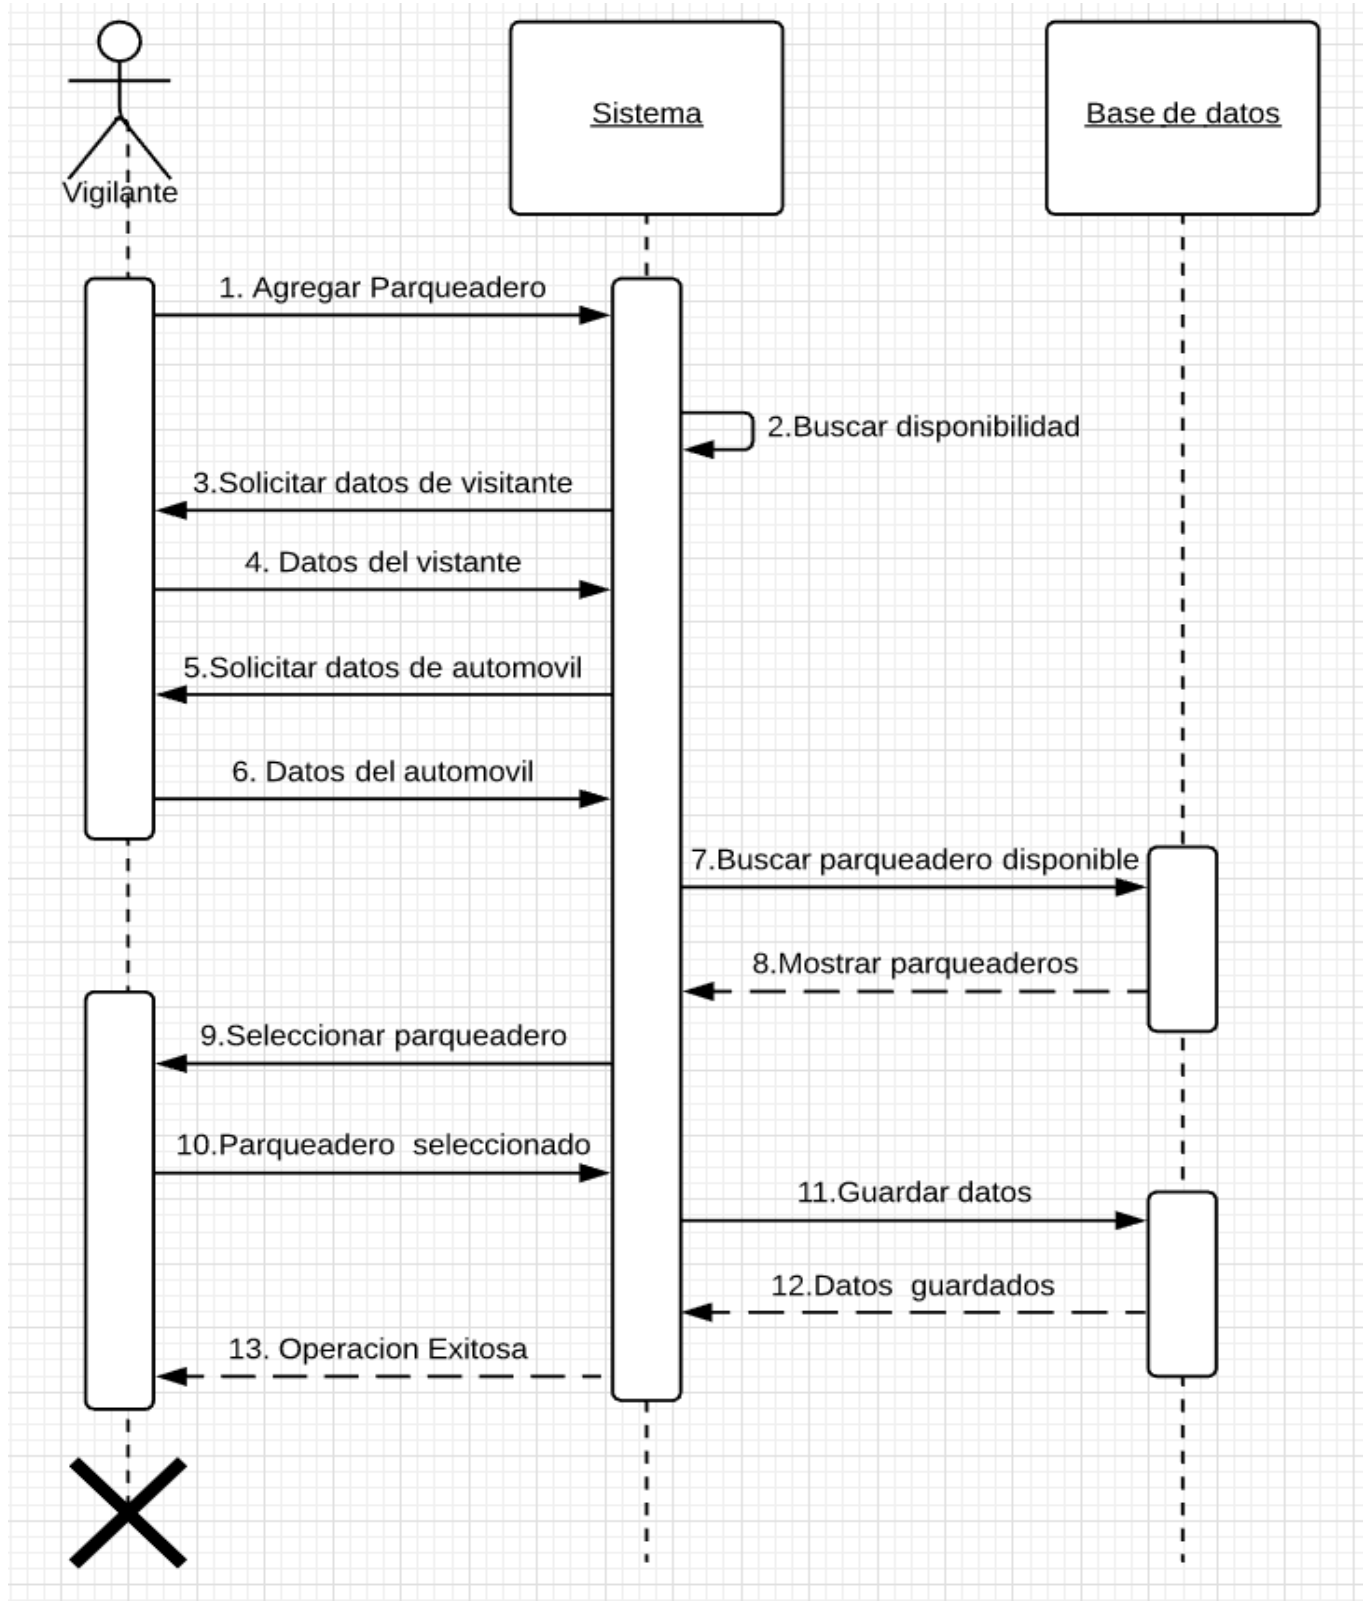 Vigilante
Sistema
Base de datos
1. Agregar Parqueadero
2.Buscar disponibilidad
3.Solicitar datos de visitante
4. Datos del vistante
5.Solicitar datos de automovil
6. Datos del automovil
7.Buscar parqueadero disponible
8.Mostrar parqueaderos
9.Seleccionar parqueadero
10.Parqueadero  seleccionado
11.Guardar datos
12.Datos  guardados
13. Operacion Exitosa